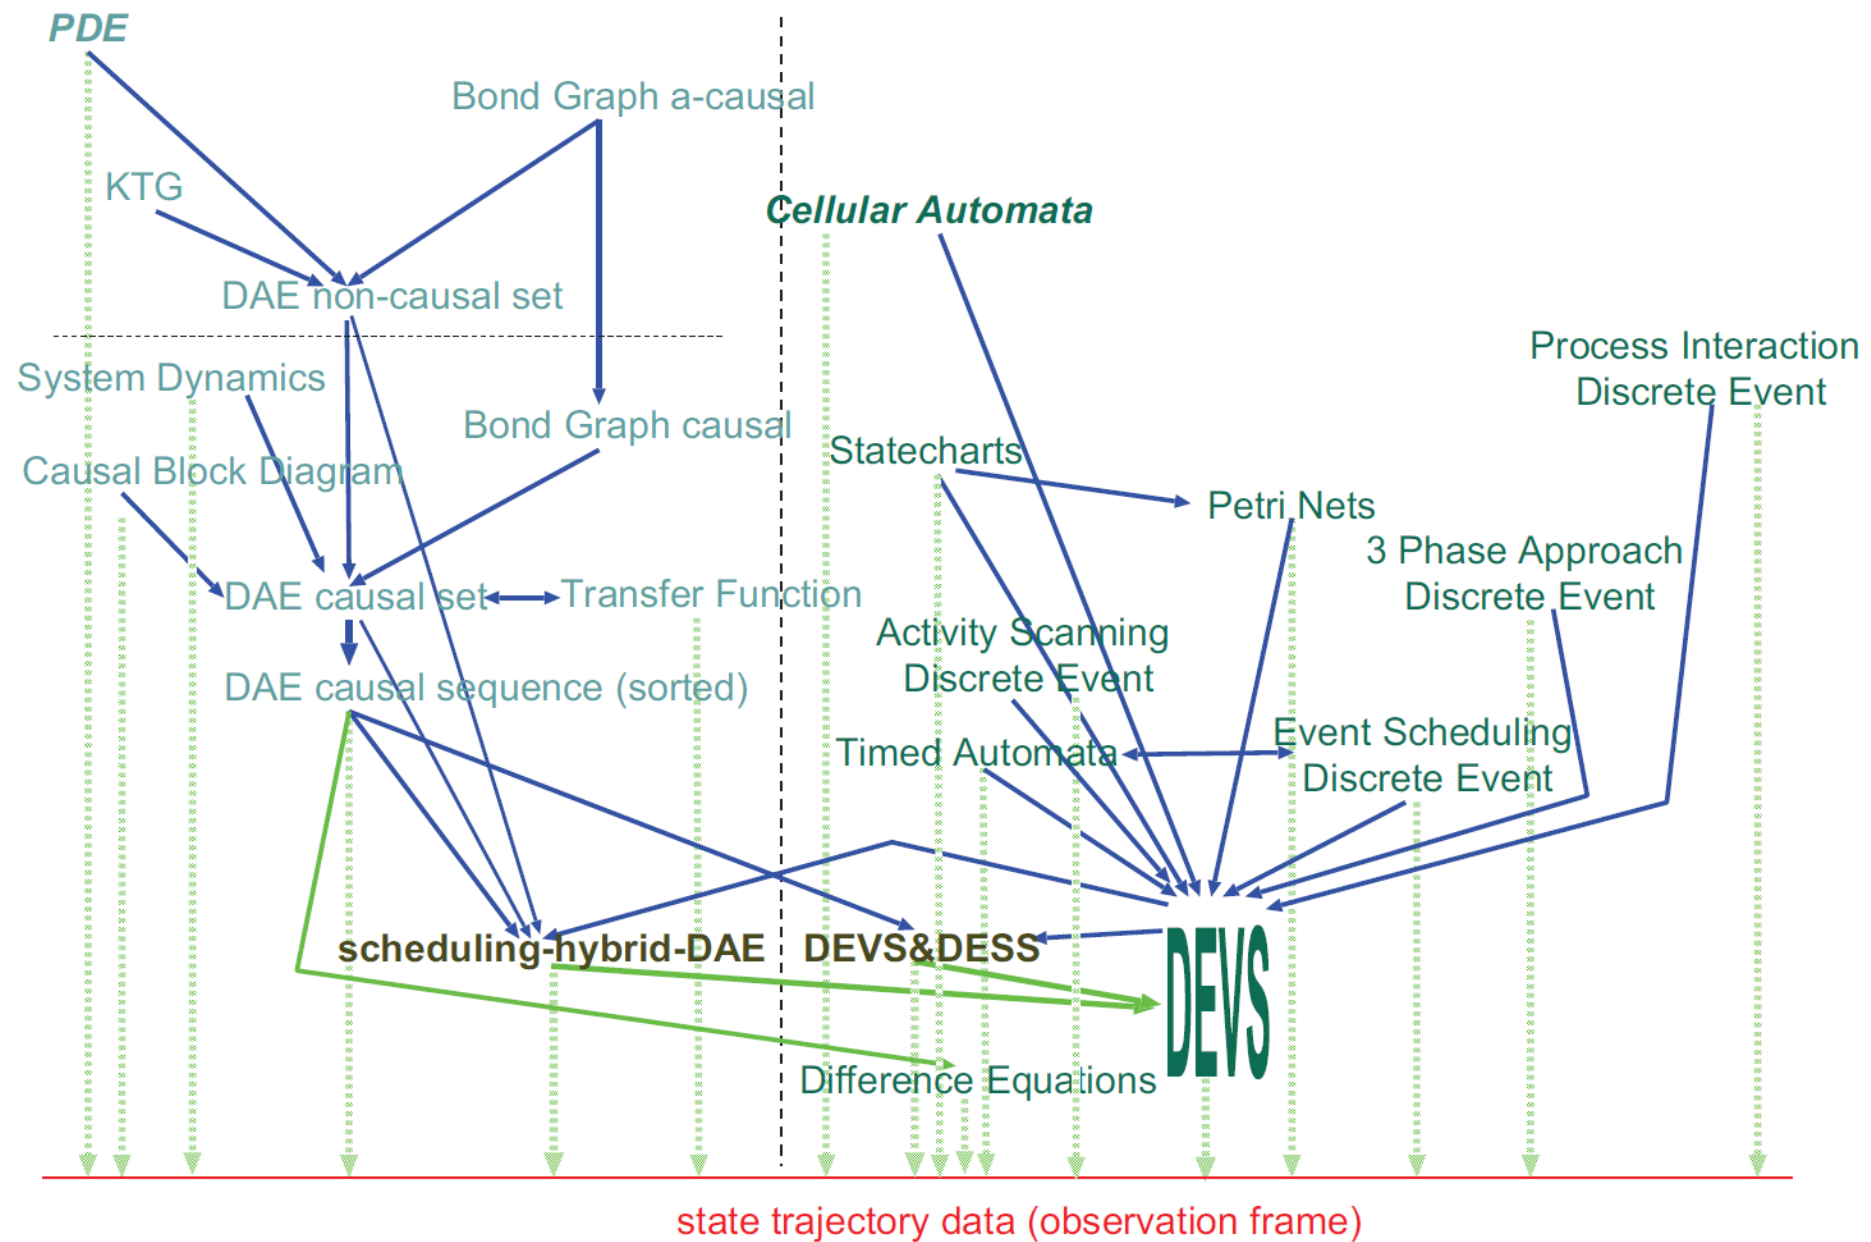 PDE
Bond Graph a-causal
KTG
Cellular Automata
DAE non-causal set
Process Interaction
Discrete Event
System Dynamics
Bond Graph causal
Statecharts
Causal Block Diagram
Petri Nets
3 Phase Approach
Discrete Event
DAE causal set
Transfer Function
Activity Scanning
Discrete Event
DAE causal sequence (sorted)
Timed Automata
Event Scheduling
Discrete Event
scheduling-hybrid-DAE
DEVS&DESS
DEVS
Difference Equations
state trajectory data (observation frame)